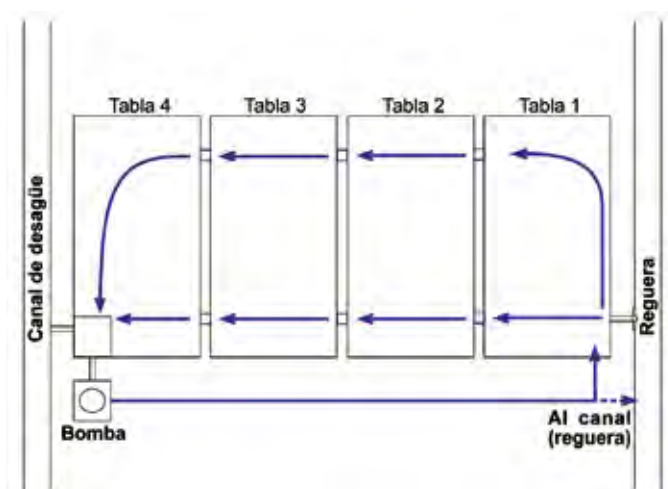 Tabla 4
Tabla 3
Tabla 2
Tabla 1
Canal de desagüe
Reguera
Bomba
Al canal
(reguera)